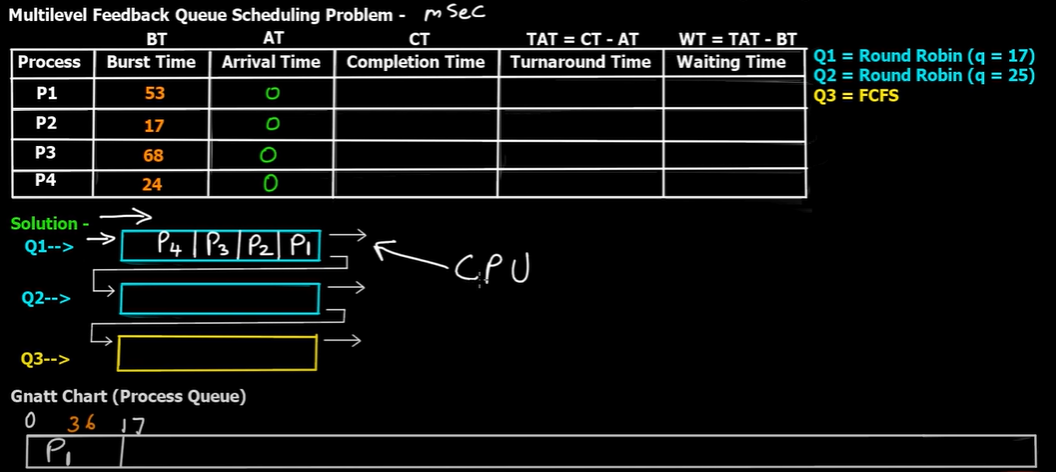 Multilevel Feedback Queue Scheduling Problem - mSec
BT AT CT TAT = CT - AT WT = TAT - BT
Process Burst Time Arrival Time Completion Time Turnaround Time Waiting Time
Q1 = Round Robin (q = 17)
Q2 = Round Robin (q = 25)
Q3 = FCFS
P1 53 0
P2 17 0
P3 68 0
P4 24 0
Solution -
Q1--> P4 P3 P2 P1
CPU
Q2-->
Q3-->
Gnatt Chart (Process Queue)
0 36 17
P1